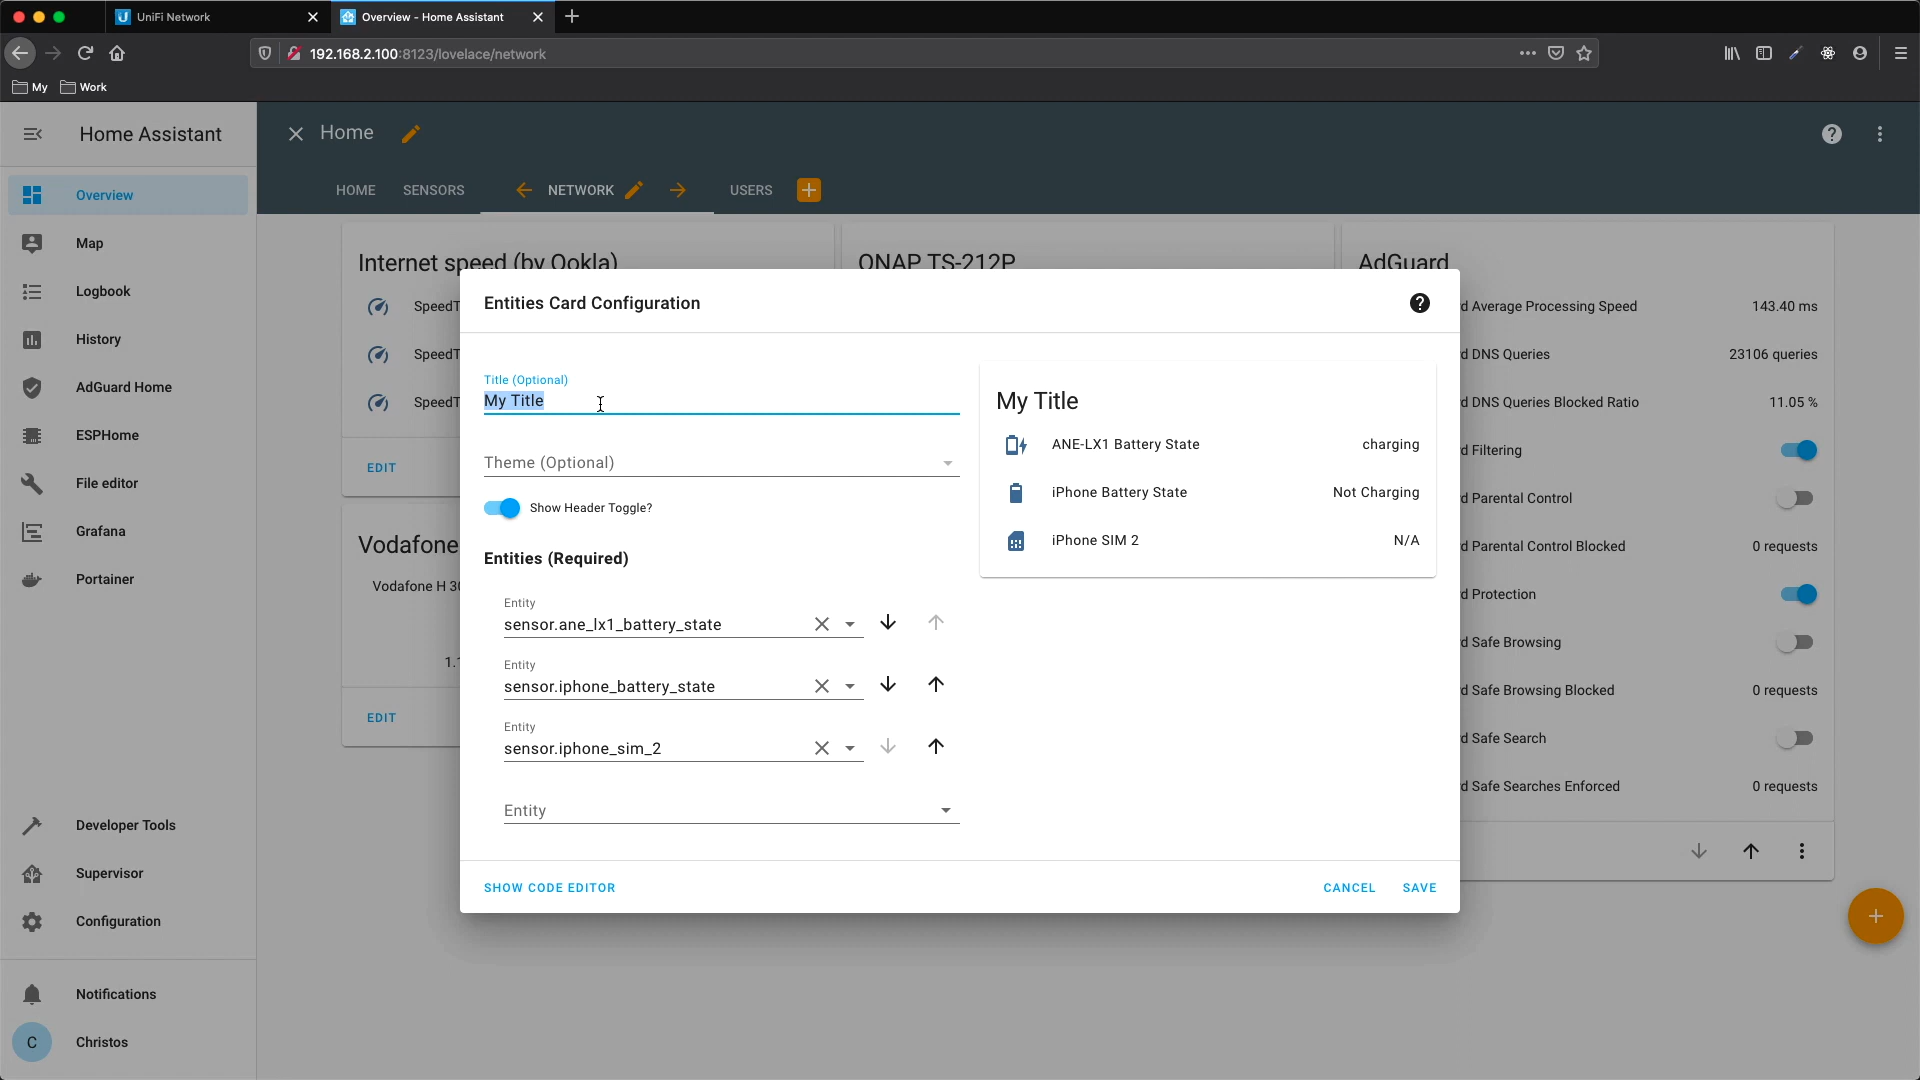 UniFi Network
Overview - Home Assistant
192.168.2.100:8123/lovelace/network
My
Work
Home Assistant
Home
Overview
HOME
SENSORS
NETWORK
USERS
Map
Logbook
History
AdGuard Home
ESPHome
File editor
Grafana
Portainer
Developer Tools
Supervisor
Configuration
Notifications
C
Christos
Internet speed (by Ookla)
SpeedT
SpeedT
SpeedT
EDIT
Vodafone
Vodafone H 30
1.1
EDIT
QNAP TS-212P
AdGuard
d Average Processing Speed 143.40 ms
d DNS Queries 23106 queries
d DNS Queries Blocked Ratio 11.05 %
d Filtering
d Parental Control
d Parental Control Blocked 0 requests
d Protection
d Safe Browsing
d Safe Browsing Blocked 0 requests
d Safe Search
d Safe Searches Enforced 0 requests
Entities Card Configuration
Title (Optional)
My Title
Theme (Optional)
Show Header Toggle?
Entities (Required)
Entity
sensor.ane_lx1_battery_state
Entity
sensor.iphone_battery_state
Entity
sensor.iphone_sim_2
Entity
My Title
ANE-LX1 Battery State charging
iPhone Battery State Not Charging
iPhone SIM 2 N/A
SHOW CODE EDITOR
CANCEL
SAVE